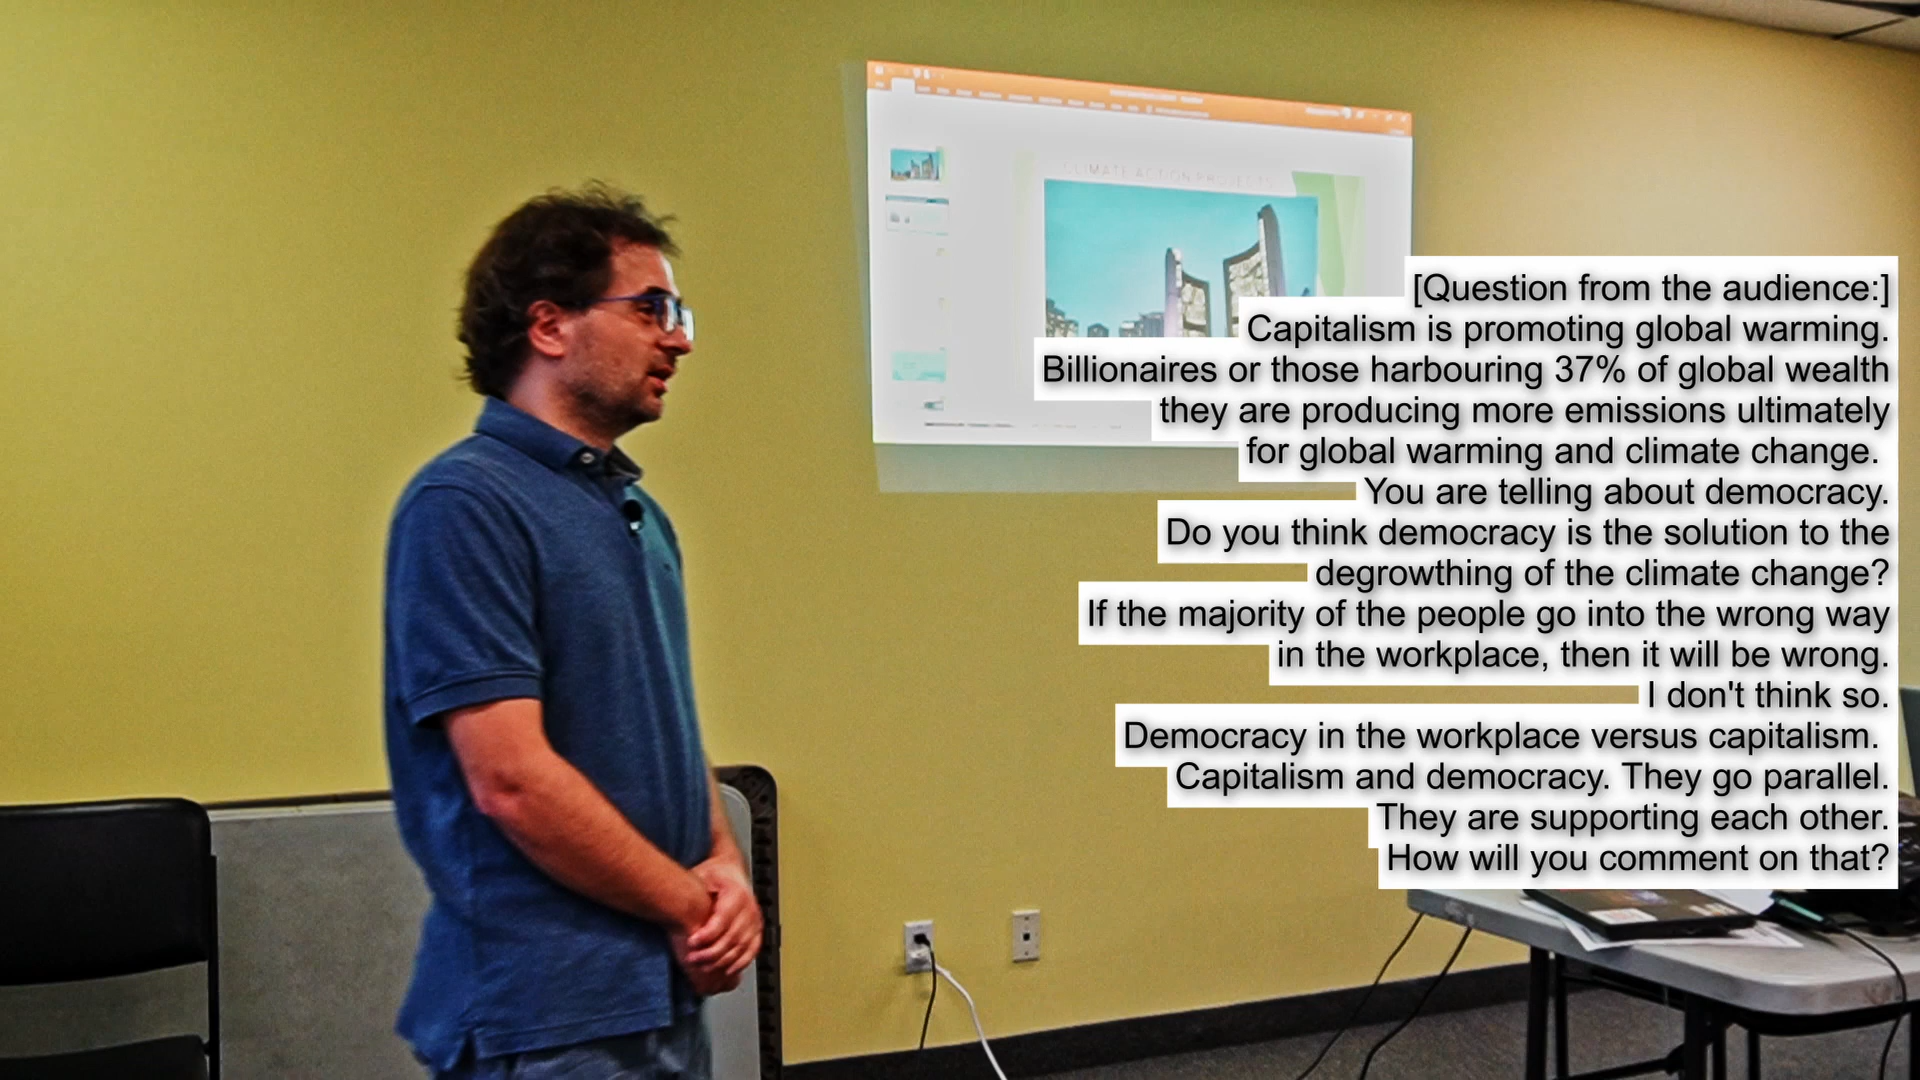 CLIMATE ACTION PROJECTS
[Question from the audience:]
Capitalism is promoting global warming.
Billionaires or those harbouring 37% of global wealth
they are producing more emissions ultimately
for global warming and climate change.
You are telling about democracy.
Do you think democracy is the solution to the
degrowthing of the climate change?
If the majority of the people go into the wrong way
in the workplace, then it will be wrong.
I don't think so.
Democracy in the workplace versus capitalism.
Capitalism and democracy. They go parallel.
They are supporting each other.
How will you comment on that?